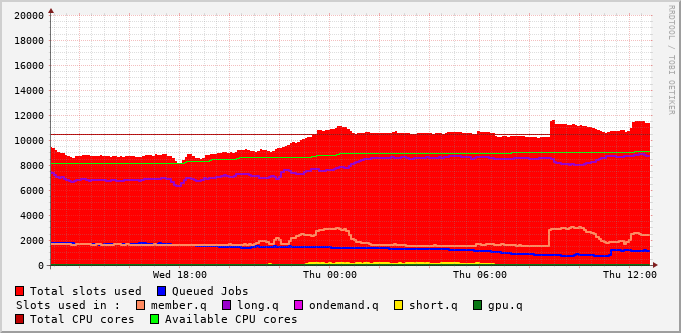 RRDTOOL / TOBI OETIKER
20000
18000
16000
14000
12000
10000
8000
6000
4000
2000
0
Wed 18:00 Thu 00:00 Thu 06:00 Thu 12:00
Total slots used Queued Jobs
Slots used in : member.q long.q ondemand.q short.q gpu.q
Total CPU cores Available CPU cores